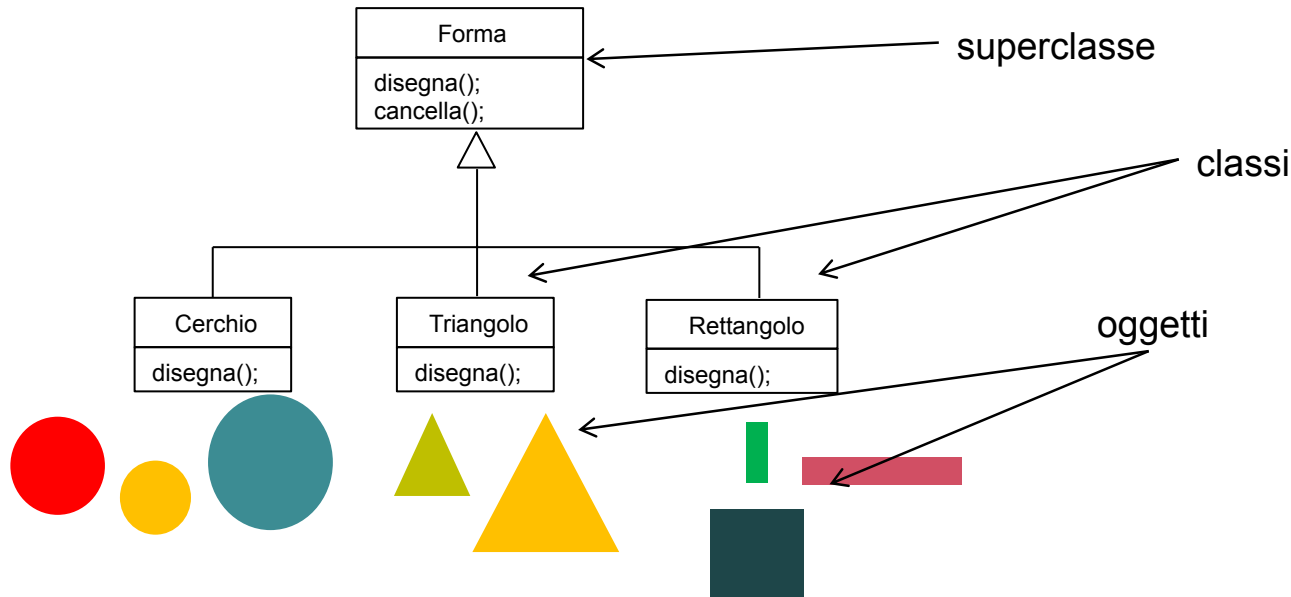 Forma
superclasse
disegna();
cancella();
classi
Cerchio
Triangolo
Rettangolo
oggetti
disegna();
disegna();
disegna();